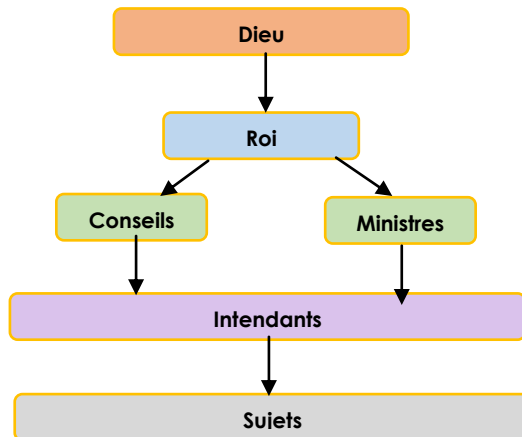 Dieu
Roi
Conseils
Ministres
Intendants
Sujets